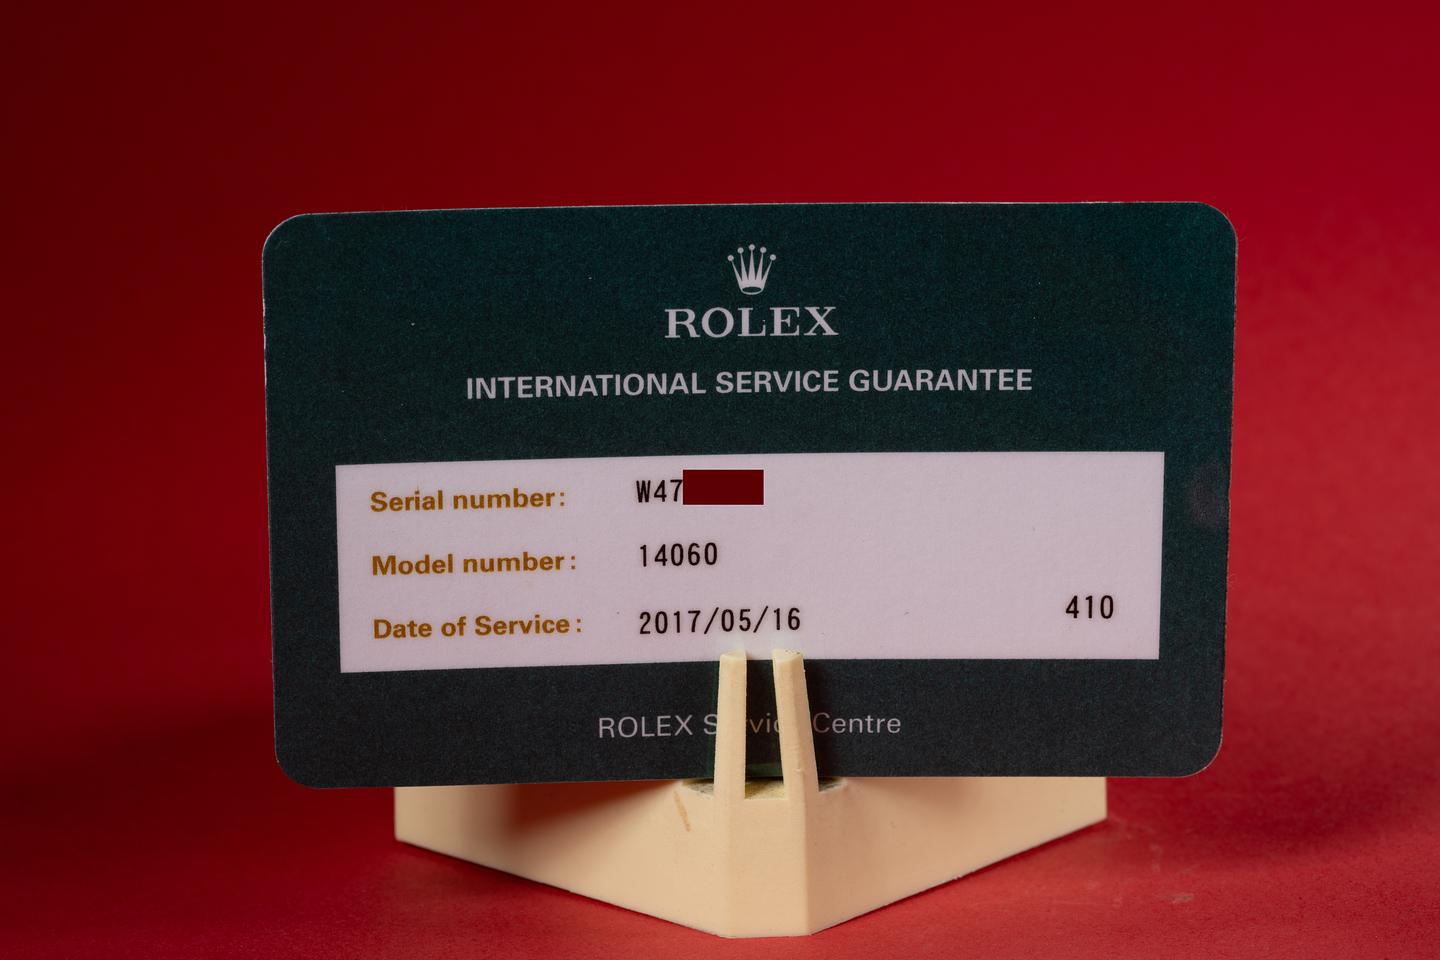 ROLEX
INTERNATIONAL SERVICE GUARANTEE
Serial number: W47
Model number: 14060
Date of Service: 2017/05/16 410
ROLEX Service Centre